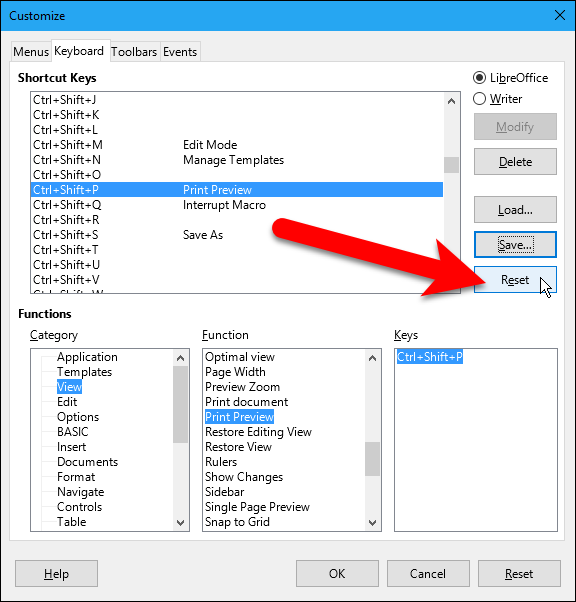 Customize
Menus Keyboard Toolbars Events
Shortcut Keys
LibreOffice
Writer
Ctrl+Shift+J
Ctrl+Shift+K
Ctrl+Shift+L
Ctrl+Shift+M Edit Mode
Ctrl+Shift+N Manage Templates
Ctrl+Shift+O
Ctrl+Shift+P Print Preview
Ctrl+Shift+Q Interrupt Macro
Ctrl+Shift+R
Ctrl+Shift+S Save As
Ctrl+Shift+T
Ctrl+Shift+U
Ctrl+Shift+V
Ctrl+Shift+W
Modify
Delete
Load...
Save...
Reset
Functions
Category
Application
Templates
View
Edit
Options
BASIC
Insert
Documents
Format
Navigate
Controls
Table
Function
Optimal view
Page Width
Preview Zoom
Print document
Print Preview
Restore Editing View
Restore View
Rulers
Show Changes
Sidebar
Single Page Preview
Snap to Grid
Keys
Ctrl+Shift+P
Help OK Cancel Reset